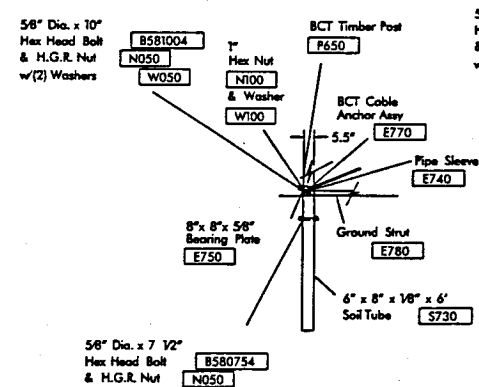 5/8" Dia. x 10"
Hex Head Bolt
B581004
& H.G.R. Nut
N050
w/(2) Washers
W050
1"
Hex Nut
N100
& Washer
W100
BCT Timber Post
P650
5.5"
BCT Cable
Anchor Assy
E770
Pipe Sleeve
E740
8" x 8" x 5/8"
Bearing Plate
E750
Ground Strut
E780
6" x 8" x 1/8" x 6'
Soil Tube
S730
5/8" Dia. x 7 1/2"
Hex Head Bolt
B580754
& H.G.R. Nut
N050